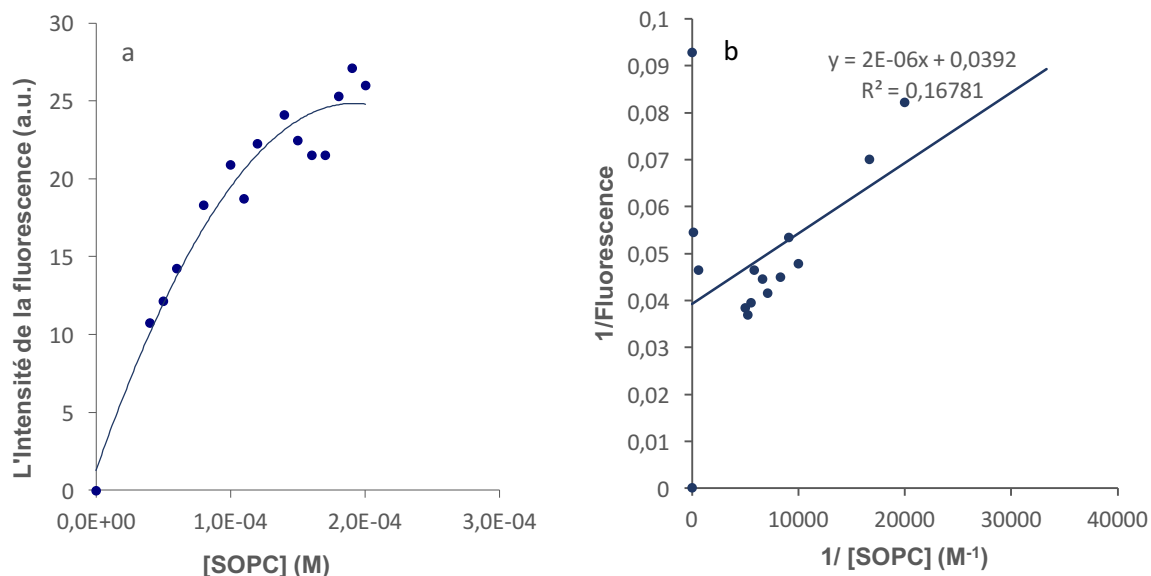 a
L'Intensité de la fluorescence (a.u.)
30
25
20
15
10
5
0
0,0E+00 1,0E-04 2,0E-04 3,0E-04
[SOPC] (M)
b
y = 2E-06x + 0,0392
R² = 0,16781
1/Fluorescence
0,1
0,09
0,08
0,07
0,06
0,05
0,04
0,03
0,02
0,01
0
0 10000 20000 30000 40000
1/ [SOPC] (M⁻¹)